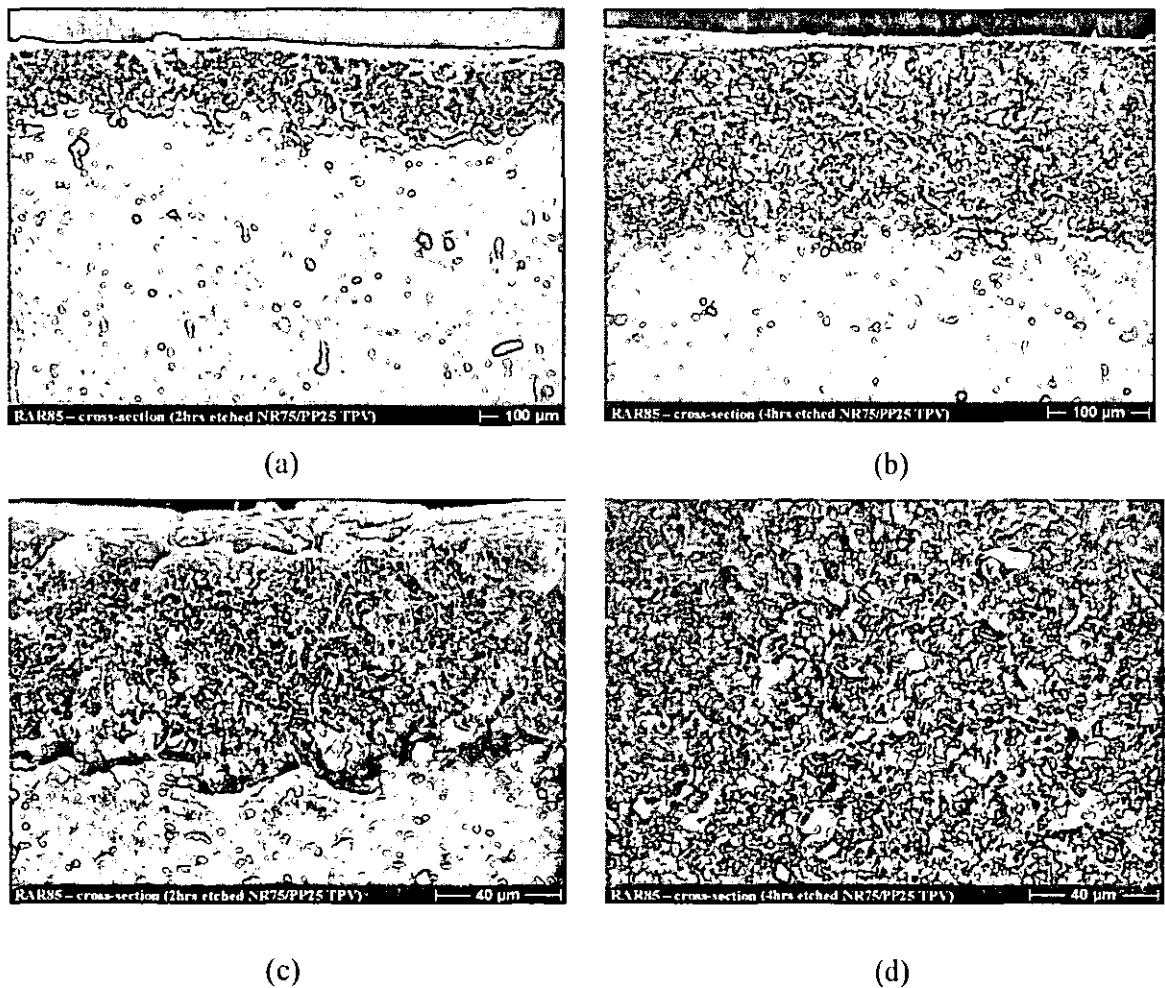 RAR85 – cross-section (2hrs etched NR75/PP25 TPV) 100 µm
RAR85 – cross-section (4hrs etched NR75/PP25 TPV) 100 µm
(a)
(b)
RAR85 – cross-section (2hrs etched NR75/PP25 TPV) 40 µm
RAR85 – cross-section (4hrs etched NR75/PP25 TPV) 40 µm
(c)
(d)